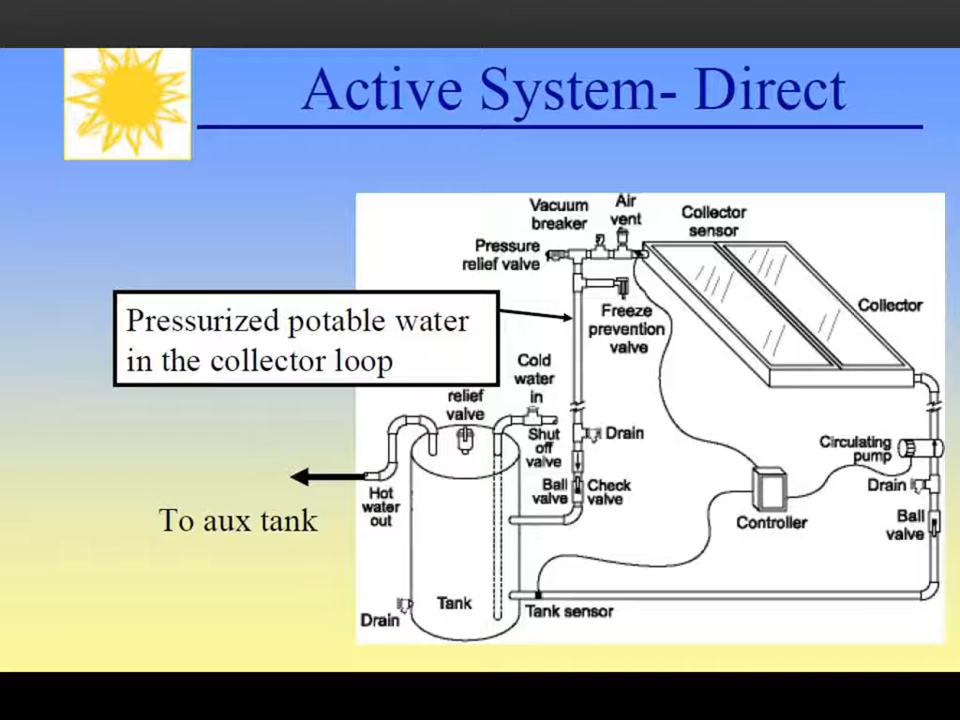 Active System- Direct
Vacuum
breaker
Air
vent
Collector
sensor
Pressure
relief valve
Pressurized potable water
in the collector loop
Freeze
prevention
valve
Collector
relief
valve
Cold
water
in
Shut
off
valve
Drain
Circulating
pump
Ball
valve
Check
valve
Drain
Hot
water
out
To aux tank
Controller
Ball
valve
Tank
Drain
Tank sensor